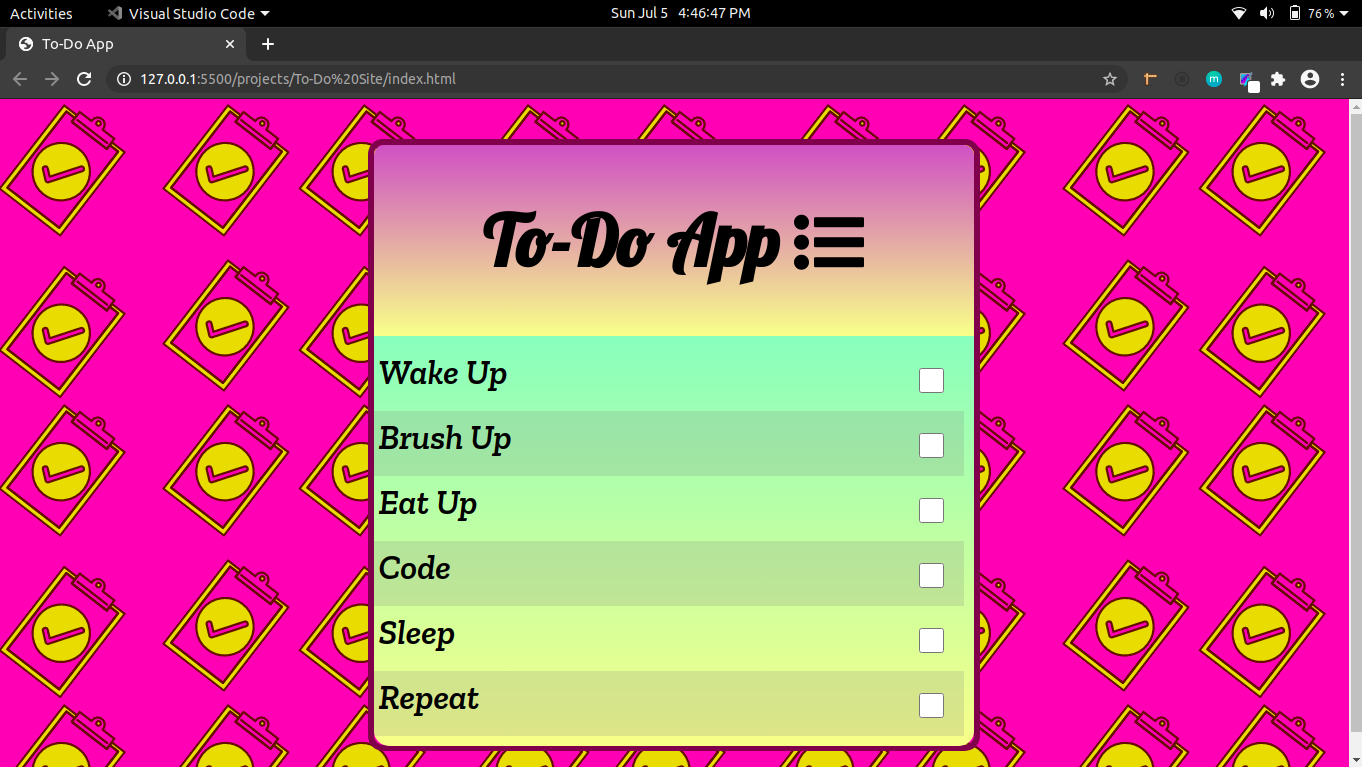 Activities Visual Studio Code Sun Jul 5 4:46:47 PM 76 %
To-Do App
127.0.0.1:5500/projects/To-Do%20Site/index.html m
To-Do App
Wake Up
Brush Up
Eat Up
Code
Sleep
Repeat